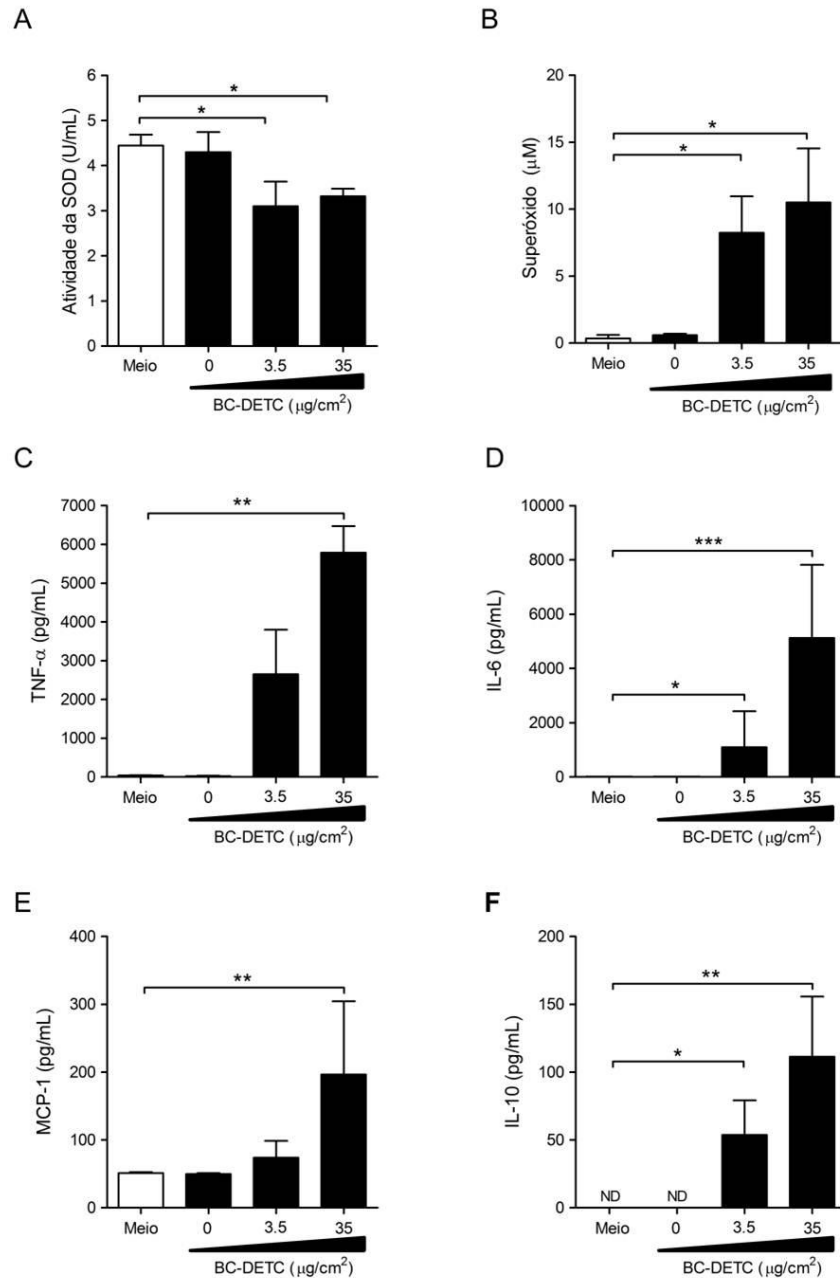 A
Atividade da SOD (U/mL)
6
5
4
3
2
1
0
*
*
Meio 0 3.5 35
BC-DETC (μg/cm²)
B
Superóxido (μM)
20
15
10
5
0
*
*
Meio 0 3.5 35
BC-DETC (μg/cm²)
C
TNF-α (pg/mL)
7000
6000
5000
4000
3000
2000
1000
0
**
Meio 0 3.5 35
BC-DETC (μg/cm²)
D
IL-6 (pg/mL)
10000
8000
6000
4000
2000
0
***
*
Meio 0 3.5 35
BC-DETC (μg/cm²)
E
MCP-1 (pg/mL)
400
300
200
100
0
**
Meio 0 3.5 35
BC-DETC (μg/cm²)
F
IL-10 (pg/mL)
200
150
100
50
0
**
*
ND ND
Meio 0 3.5 35
BC-DETC (μg/cm²)